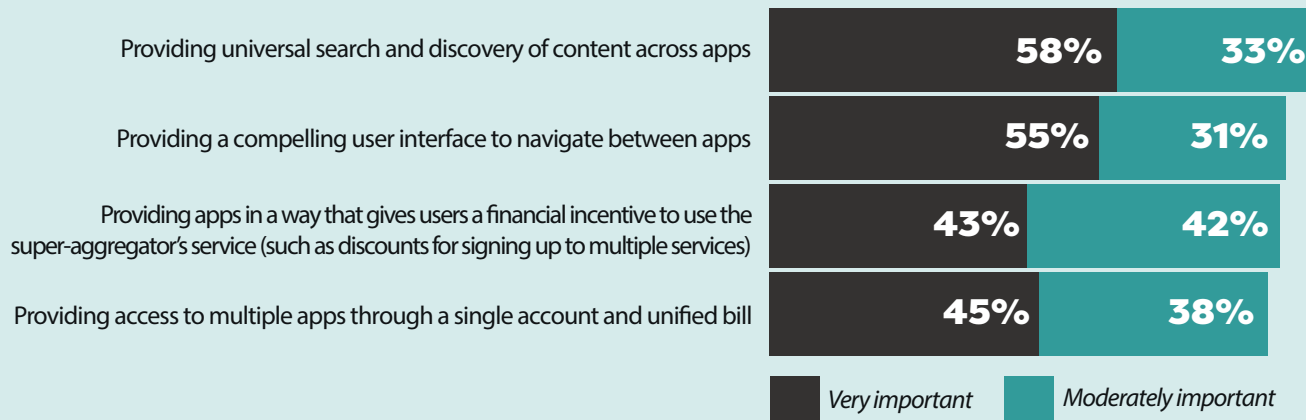 Providing universal search and discovery of content across apps
58%
33%
Providing a compelling user interface to navigate between apps
55%
31%
Providing apps in a way that gives users a financial incentive to use the
super-aggregator's service (such as discounts for signing up to multiple services)
43%
42%
Providing access to multiple apps through a single account and unified bill
45%
38%
Very important
Moderately important